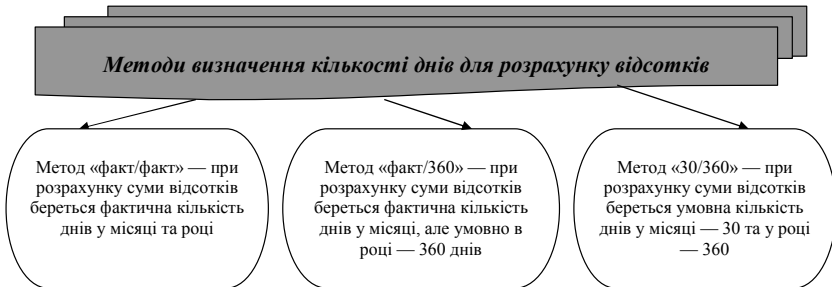 Методи визначення кількості днів для розрахунку відсотків
Метод «факт/факт» — при
розрахунку суми відсотків
береться фактична кількість
днів у місяці та році
Метод «факт/360» — при
розрахунку суми відсотків
береться фактична кількість
днів у місяці, але умовно в
році — 360 днів
Метод «30/360» — при
розрахунку суми відсотків
береться умовна кількість
днів у місяці — 30 та у році
— 360